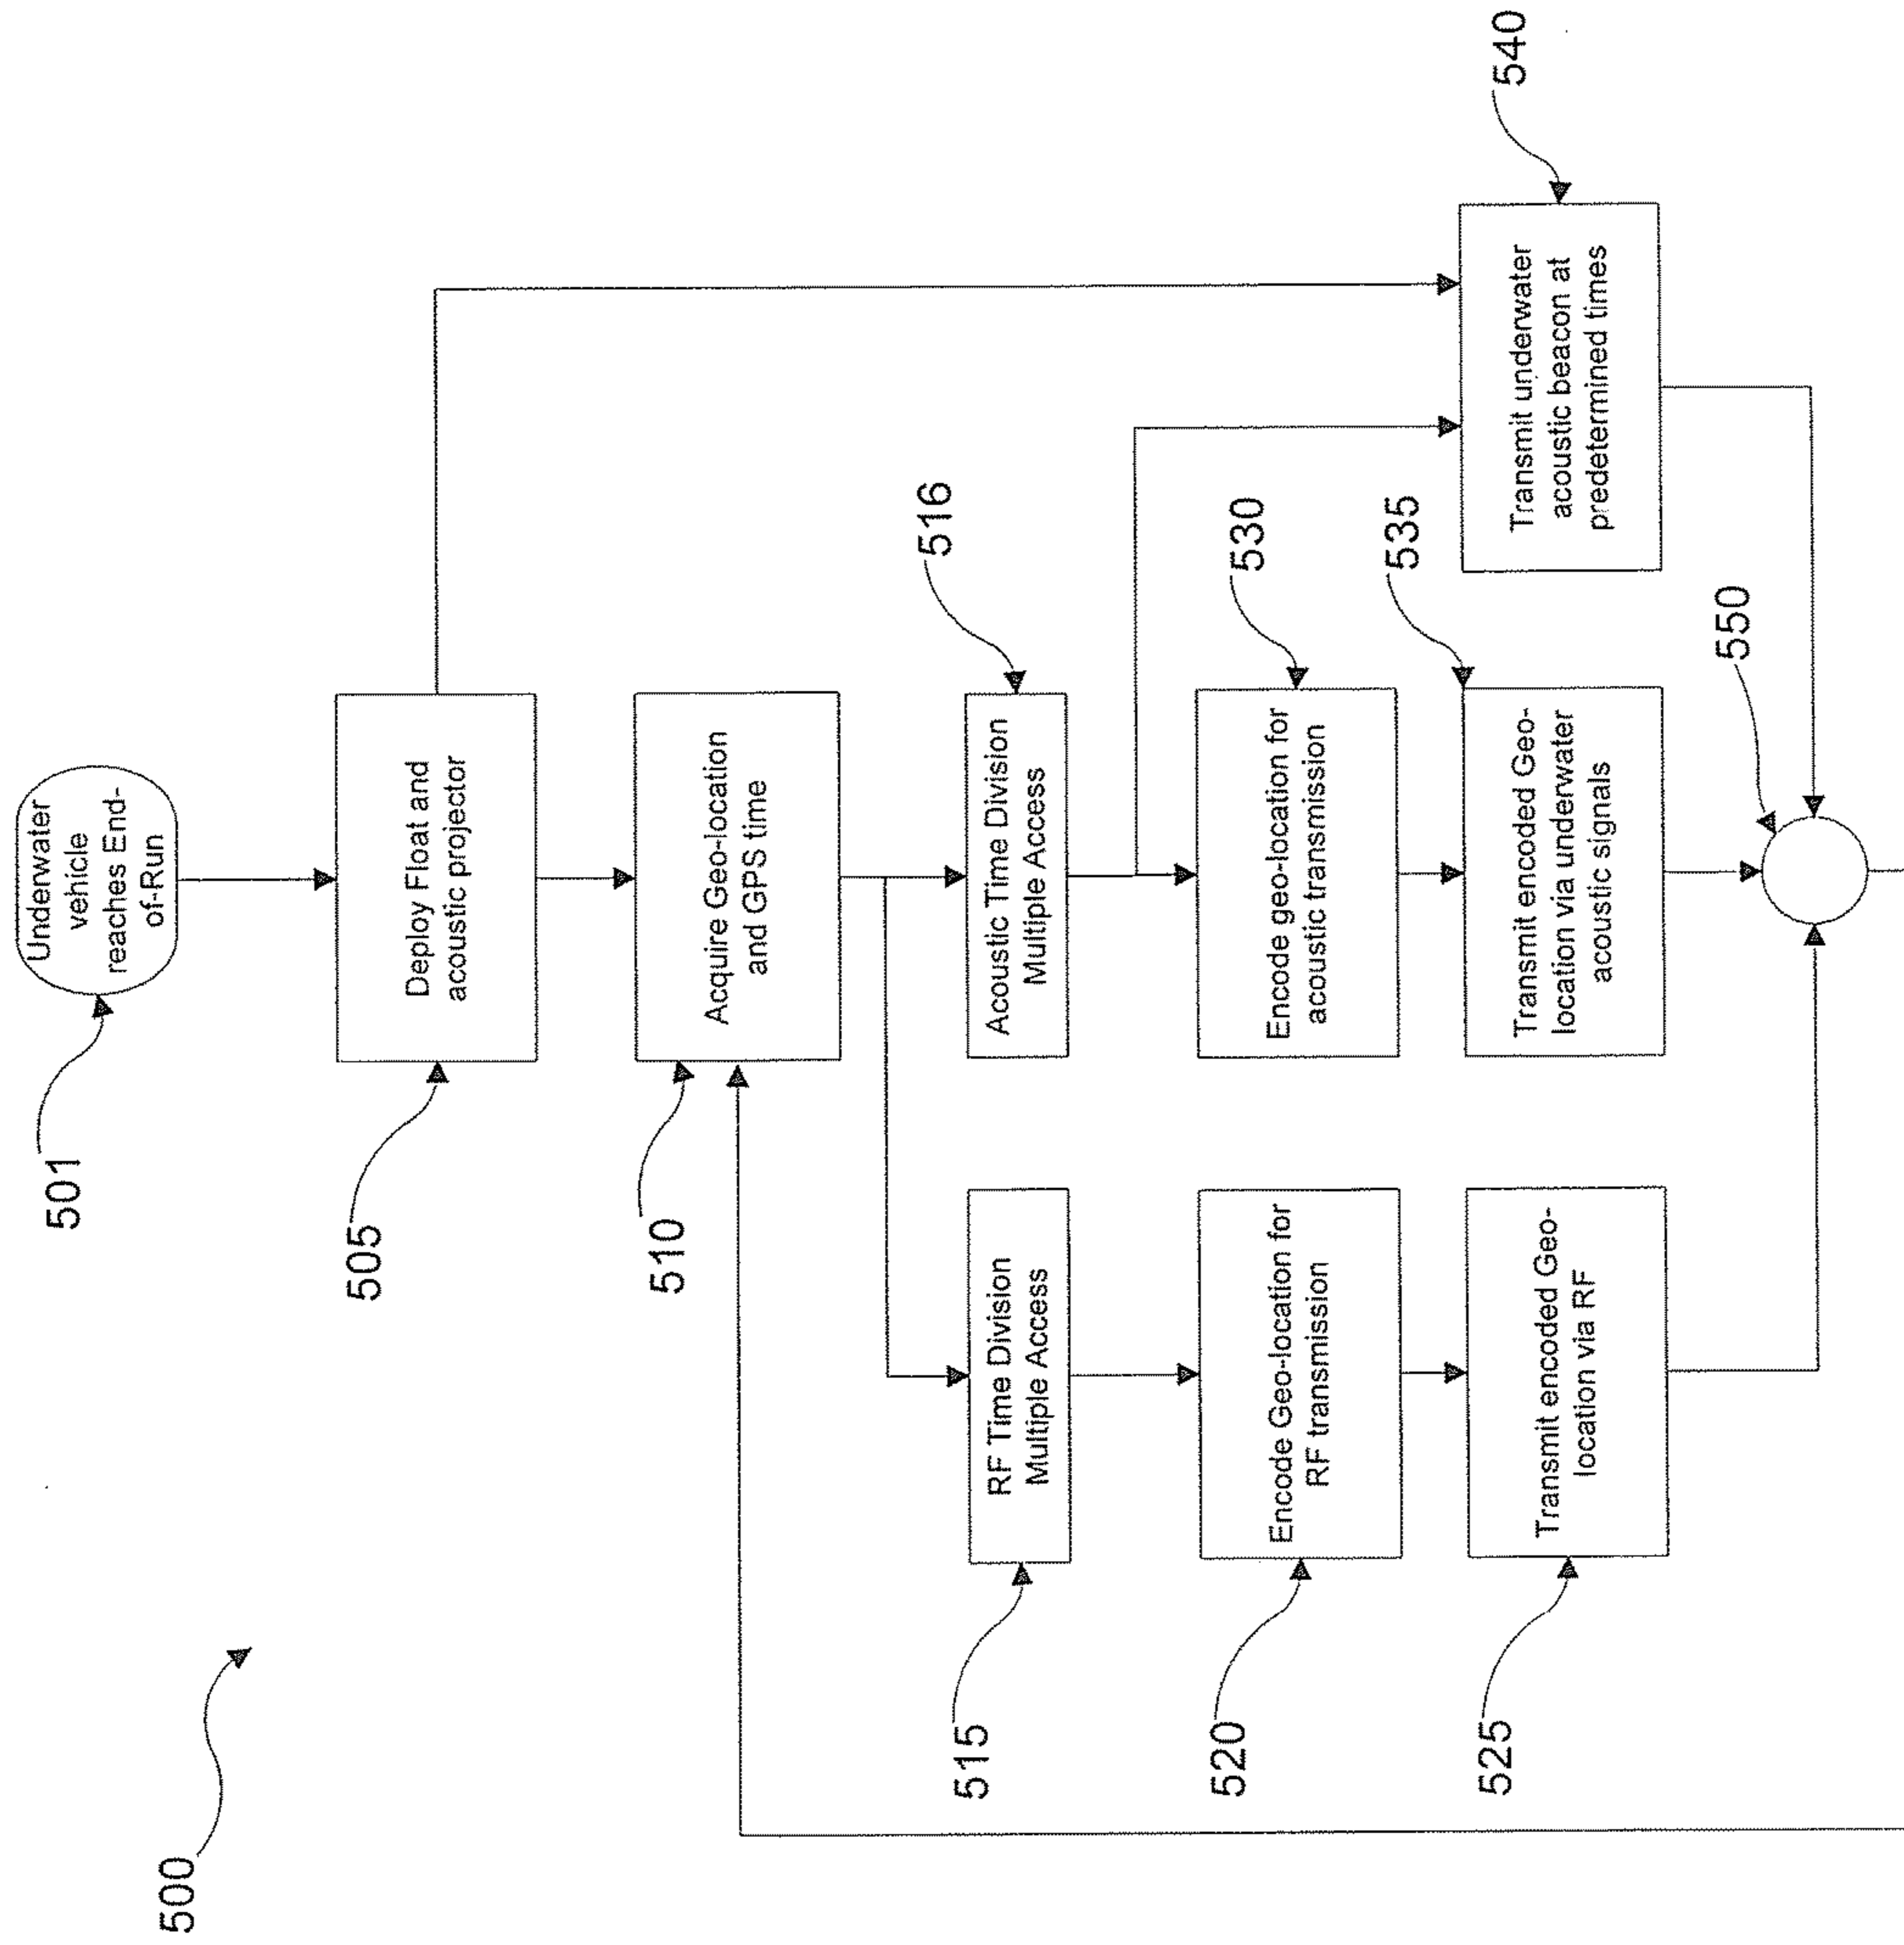 500
501
Underwater
vehicle
reaches End-
of-Run
505
Deploy Float and
acoustic projector
510
Acquire Geo-location
and GPS time
515
RF Time Division
Multiple Access
516
Acoustic Time Division
Multiple Access
520
Encode Geo-location for
RF transmission
530
Encode geo-location for
acoustic transmission
525
Transmit encoded Geo-
location via RF
535
Transmit encoded Geo-
location via underwater
acoustic signals
540
Transmit underwater
acoustic beacon at
predetermined times
550